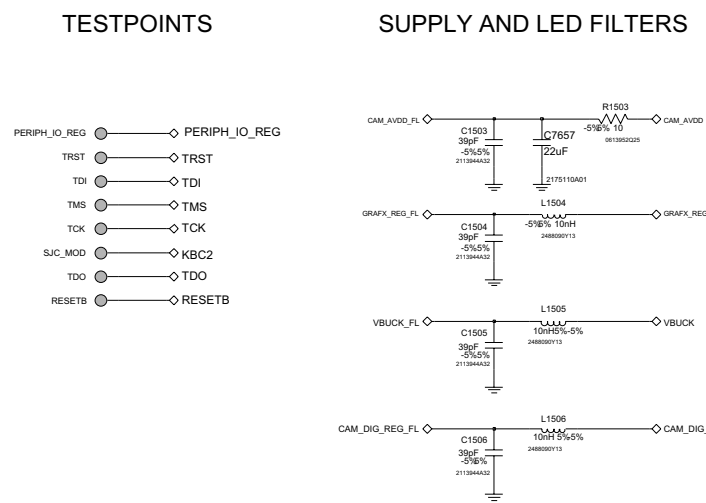 TESTPOINTS
SUPPLY AND LED FILTERS
PERIPH_IO_REG PERIPH_IO_REG
TRST TRST
TDI TDI
TMS TMS
TCK TCK
SJC_MOD KBC2
TDO TDO
RESETB RESETB
R1503
CAM_AVDD_FL CAM_AVDD
-5%5% 10
C1503 C7657
39pF 22uF
-5%5%
0613952Q25
2113944A32 2175110A01
L1504
GRAFX_REG_FL GRAFX_REG
-5%5% 10nH
C1504
39pF 2488090Y13
-5%5%
2113944A32
L1505
VBUCK_FL VBUCK
10nH5%-5%
C1505
39pF 2488090Y13
-5%5%
2113944A32
L1506
CAM_DIG_REG_FL CAM_DIG_
10nH 5%-5%
C1506
39pF 2488090Y13
-5%5%
2113944A32